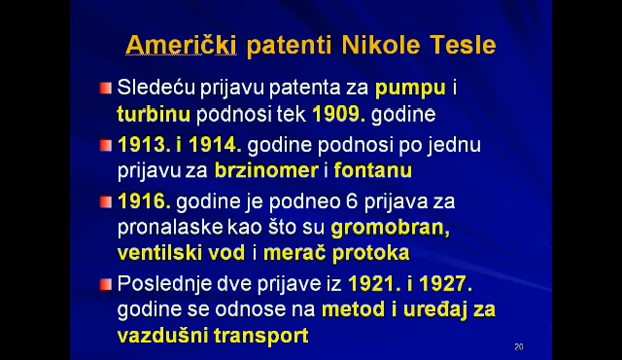 Američki patenti Nikole Tesle
Sledeću prijavu patenta za pumpu i
turbinu podnosi tek 1909. godine
1913. i 1914. godine podnosi po jednu
prijavu za brzinomer i fontanu
1916. godine je podneo 6 prijava za
pronalaske kao što su gromobran,
ventilski vod i merač protoka
Poslednje dve prijave iz 1921. i 1927.
godine se odnose na metod i uređaj za
vazdušni transport
20